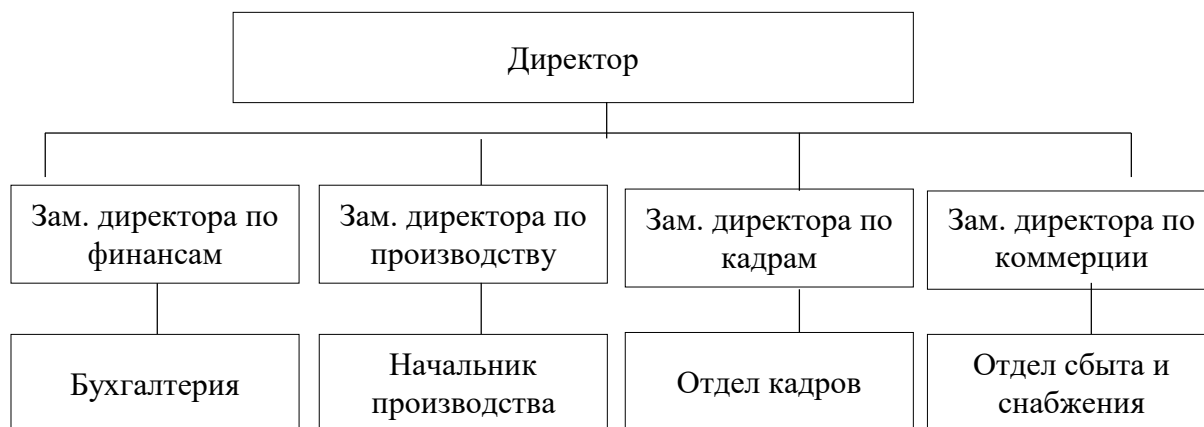 Директор
Зам. директора по
финансам
Зам. директора по
производству
Зам. директора по
кадрам
Зам. директора по
коммерции
Бухгалтерия
Начальник
производства
Отдел кадров
Отдел сбыта и
снабжения